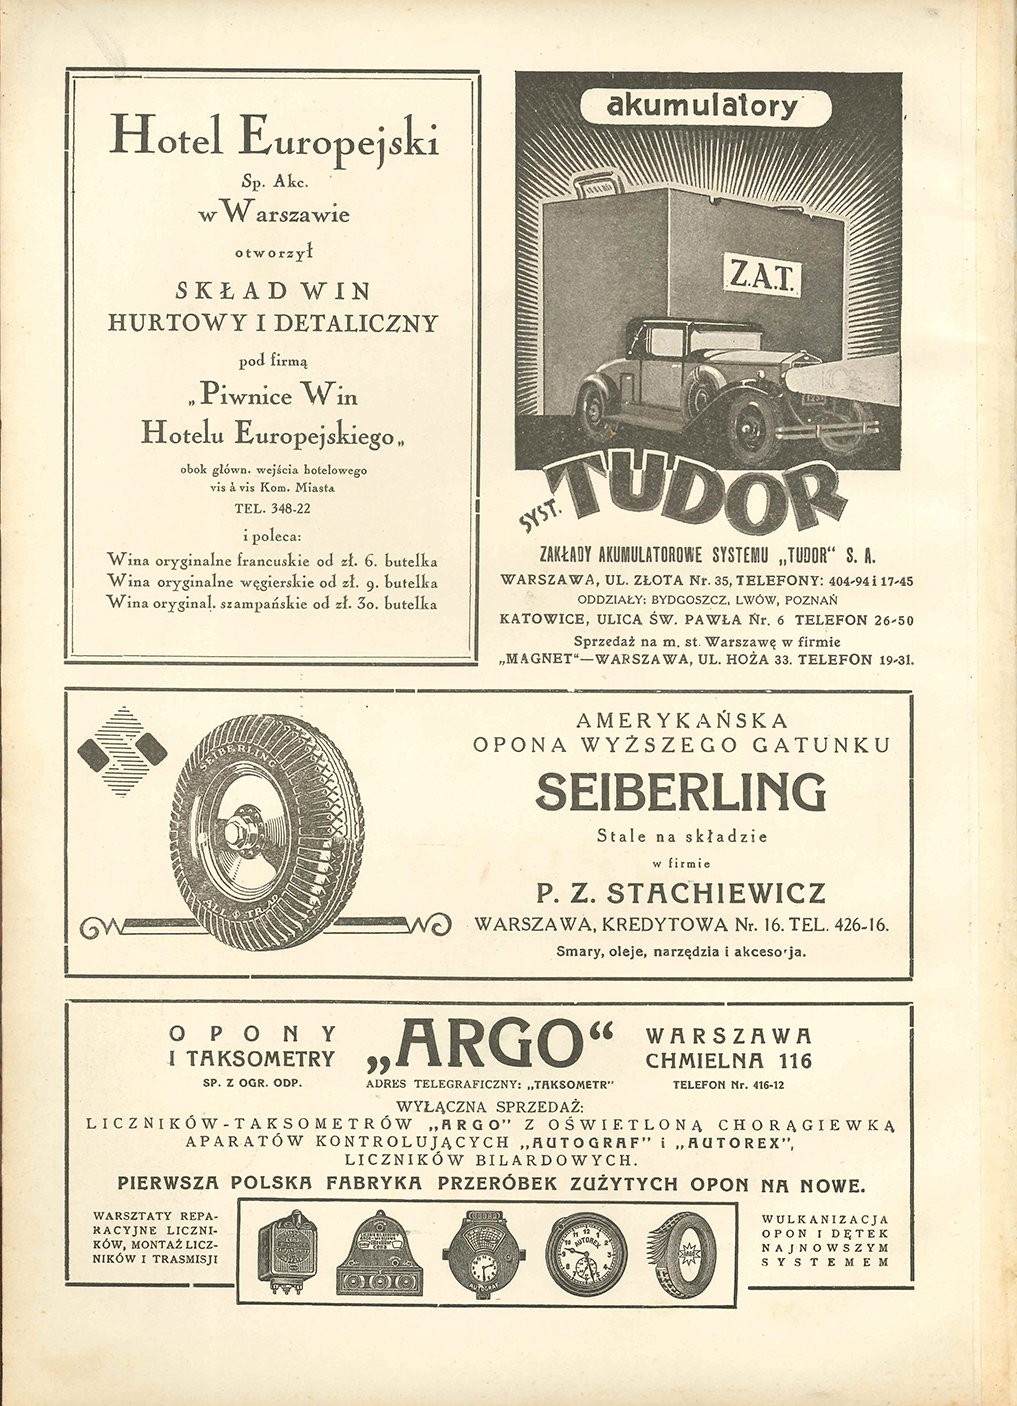 Hotel Europejski
Sp. Akc.
w Warszawie
otworzył
SKŁAD WIN
HURTOWY I DETALICZNY
pod firmą
„Piwnice Win
Hotelu Europejskiego„
obok główn. wejścia hotelowego
vis à vis Kom. Miasta
TEL. 348-22
i poleca:
Wina oryginalne francuskie od zł. 6. butelka
Wina oryginalne węgierskie od zł. 9. butelka
Wina oryginal. szampańskie od zł. 30. butelka
akumulatory
Z.A.T.
SYST. TUDOR
ZAKŁADY AKUMULATOROWE SYSTEMU „TUDOR“ S. A.
WARSZAWA, UL. ZŁOTA Nr. 35, TELEFONY: 404-94 i 17-45
ODDZIAŁY: BYDGOSZCZ, LWÓW, POZNAŃ
KATOWICE, ULICA ŚW. PAWŁA Nr. 6 TELEFON 26-50
Sprzedaż na m. st. Warszawę w firmie
„MAGNET“—WARSZAWA, UL. HOŻA 33. TELEFON 19-31.
SEIBERLING
ALL TREAD
AMERYKAŃSKA
OPONA WYŻSZEGO GATUNKU
SEIBERLING
Stale na składzie
w firmie
P. Z. STACHIEWICZ
WARSZAWA, KREDYTOWA Nr. 16. TEL. 426-16.
Smary, oleje, narzędzia i akcesorja.
OPONY
I TAKSOMETRY
SP. Z OGR. ODP.
„ARGO“
ADRES TELEGRAFICZNY: „TAKSOMETR”
WARSZAWA
CHMIELNA 116
TELEFON Nr. 416-12
WYŁĄCZNA SPRZEDAŻ:
LICZNIKÓW-TAKSOMETRÓW „ARGO” Z OŚWIETLONĄ CHORĄGIEWKĄ
APARATÓW KONTROLUJĄCYCH „AUTOGRAF” i „AUTOREX”,
LICZNIKÓW BILARDOWYCH.
PIERWSZA POLSKA FABRYKA PRZERÓBEK ZUŻYTYCH OPON NA NOWE.
WARSZTATY REPA-
RACYJNE LICZNI-
KÓW, MONTAŻ LICZ-
NIKÓW I TRASMISJI
AUTOGRAF
AUTOREX
ARGO
WULKANIZACJA
OPON I DĘTEK
NAJNOWSZYM
SYSTEMEM